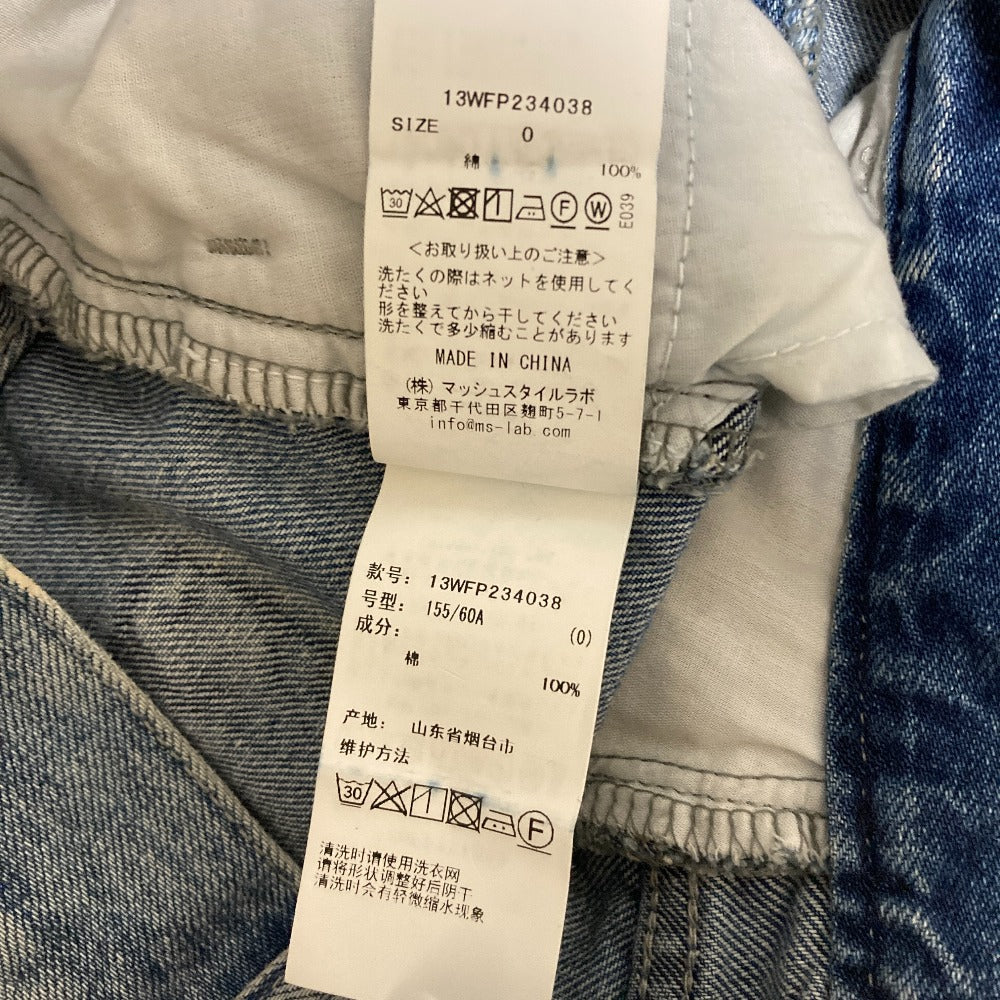 13WFP234038
SIZE 0
綿 100%
30 F W E039
<お取り扱い上のご注意>
洗たくの際はネットを使用してく
ださい
形を整えてから干してください
洗たくで多少縮むことがあります
MADE IN CHINA
(株)マッシュスタイルラボ
東京都千代田区麹町5-7-1
info@ms-lab.com
款号: 13WFP234038
号型: 155/60A (0)
成分:
棉
100%
产地: 山东省烟台市
维护方法
30 F
清洗时请使用洗衣网
请将形状调整好后阴干
清洗时会有轻微缩水现象